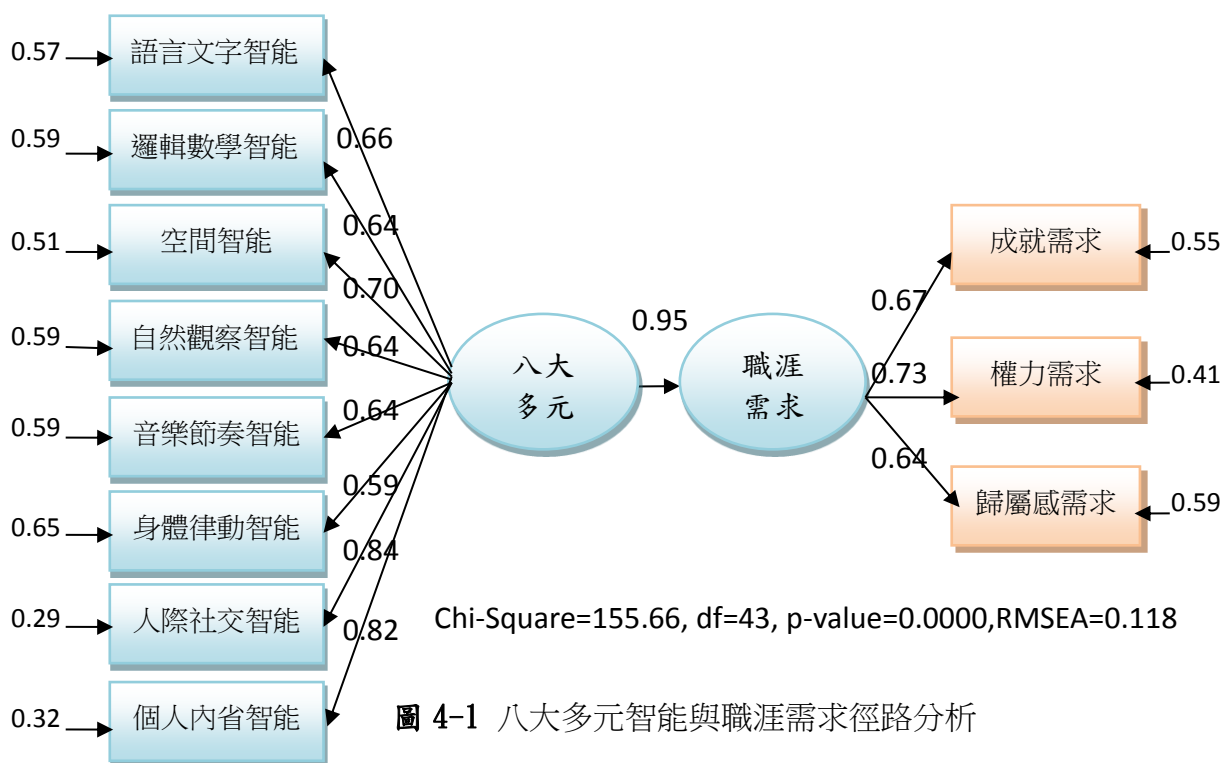 0.57
語言文字智能
0.59
邏輯數學智能
0.66
0.51
空間智能
0.64
成就需求
0.55
0.70
0.67
0.59
自然觀察智能
0.64
0.95
八大
多元
職涯
需求
0.73
權力需求
0.41
0.59
音樂節奏智能
0.64
0.64
0.59
歸屬感需求
0.59
0.65
身體律動智能
0.84
0.29
人際社交智能
0.82
Chi-Square=155.66, df=43, p-value=0.0000,RMSEA=0.118
0.32
個人內省智能
圖 4-1 八大多元智能與職涯需求徑路分析